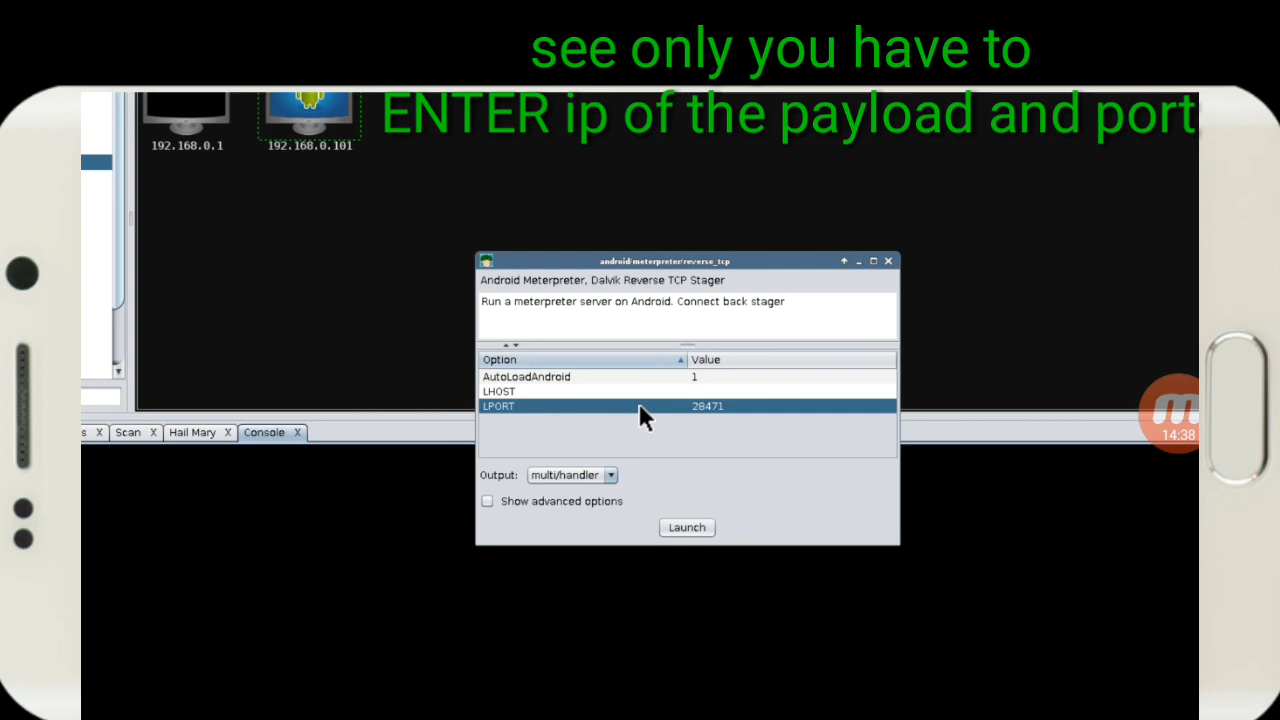 see only you have to
ENTER ip of the payload and port
192.168.0.1
192.168.0.101
android/meterpreter/reverse_tcp
Android Meterpreter, Dalvik Reverse TCP Stager
Run a meterpreter server on Android. Connect back stager
Option Value
AutoLoadAndroid 1
LHOST
LPORT 28471
s X Scan X Hail Mary X Console X
14:38
Output: multi/handler
Show advanced options
Launch